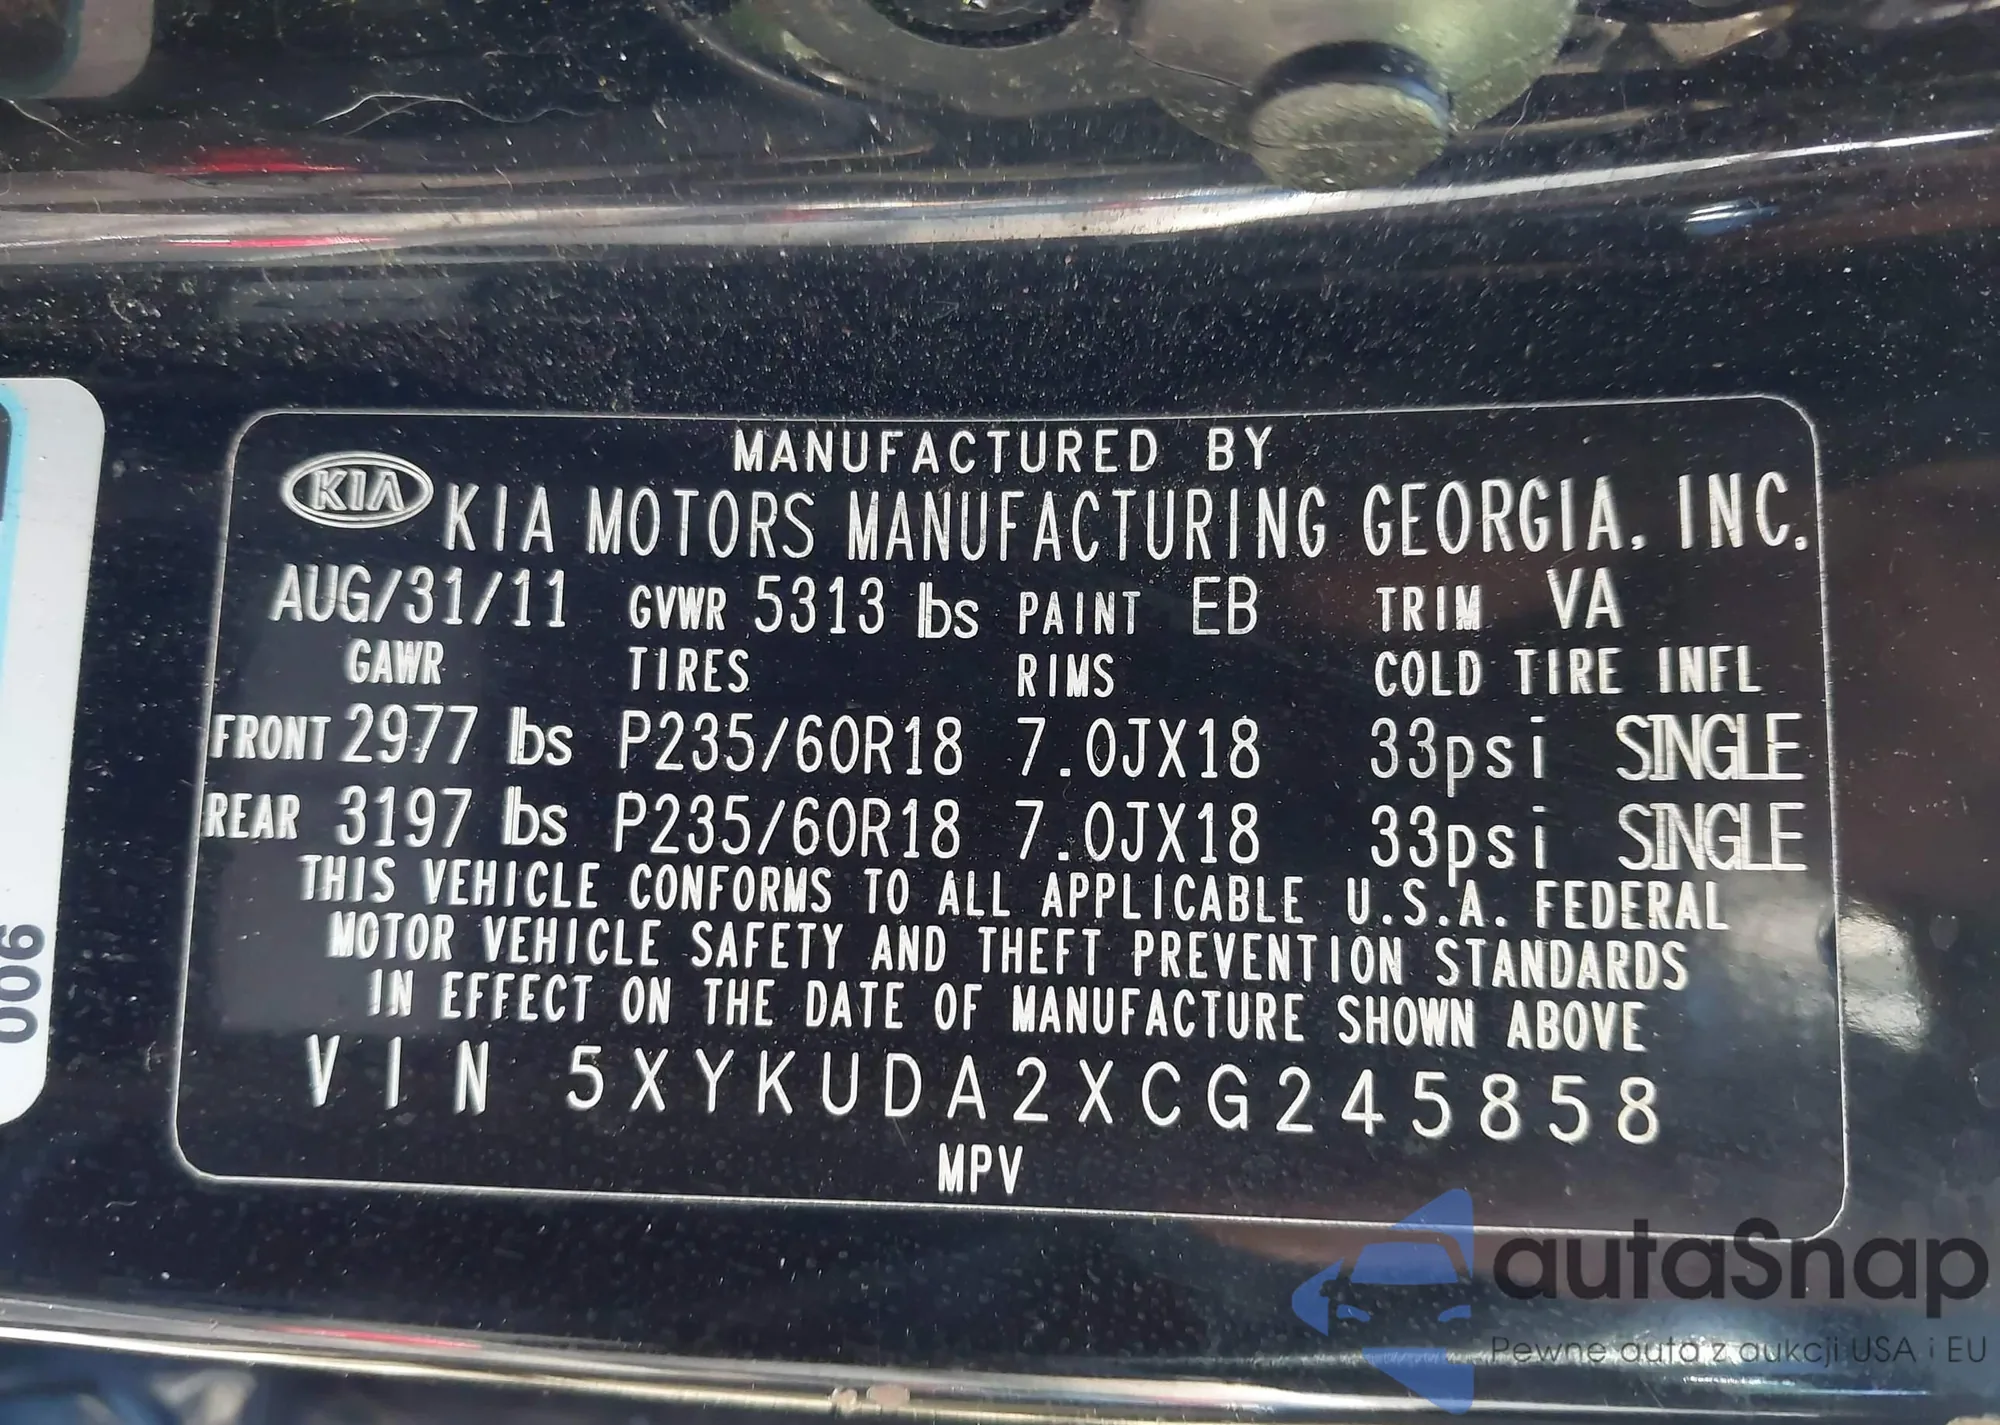 MANUFACTURED BY
KIA KIA MOTORS MANUFACTURING GEORGIA, INC.
AUG/31/11 GVWR 5313 lbs PAINT EB TRIM VA
GAWR TIRES RIMS COLD TIRE INFL
FRONT 2977 lbs P235/60R18 7.0JX18 33psi SINGLE
REAR 3197 lbs P235/60R18 7.0JX18 33psi SINGLE
THIS VEHICLE CONFORMS TO ALL APPLICABLE U.S.A. FEDERAL
MOTOR VEHICLE SAFETY AND THEFT PREVENTION STANDARDS
IN EFFECT ON THE DATE OF MANUFACTURE SHOWN ABOVE
VIN 5XYKUDA2XCG245858
MPV
006
autaSnap
Pewne auta z aukcji USA i EU